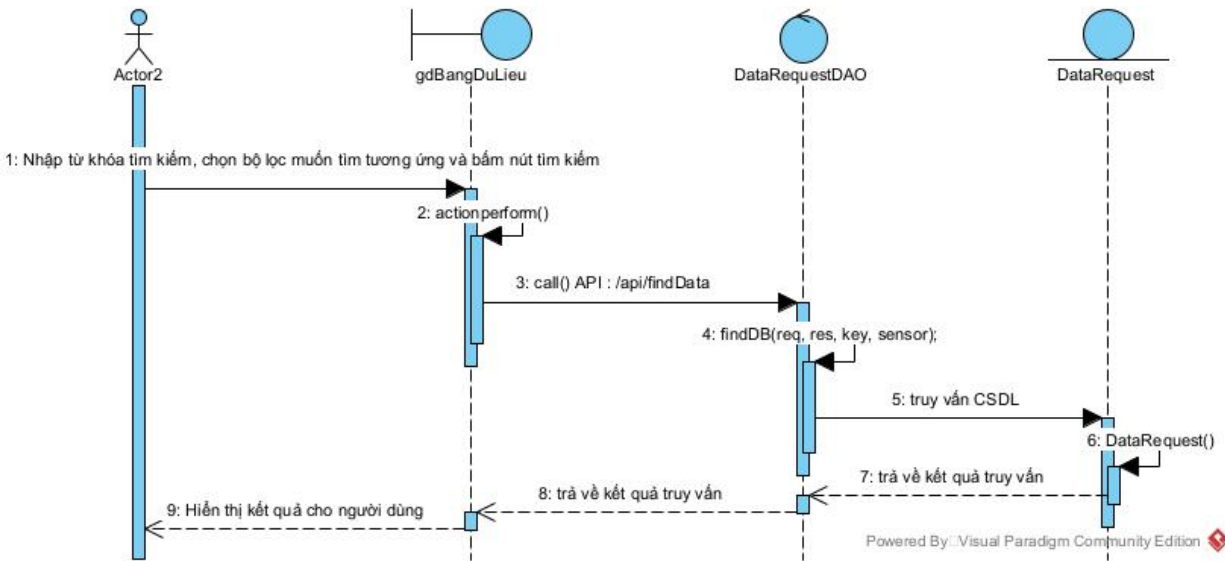 Actor2
gdBangDuLieu
DataRequestDAO
DataRequest
1: Nhập từ khóa tìm kiếm, chọn bộ lọc muốn tìm tương ứng và bấm nút tìm kiếm
2: actionperform()
3: call() API : /api/findData
4: findDB(req, res, key, sensor);
5: truy vấn CSDL
6: DataRequest()
7: trả về kết quả truy vấn
8: trả về kết quả truy vấn
9: Hiển thị kết quả cho người dùng
Powered By Visual Paradigm Community Edition